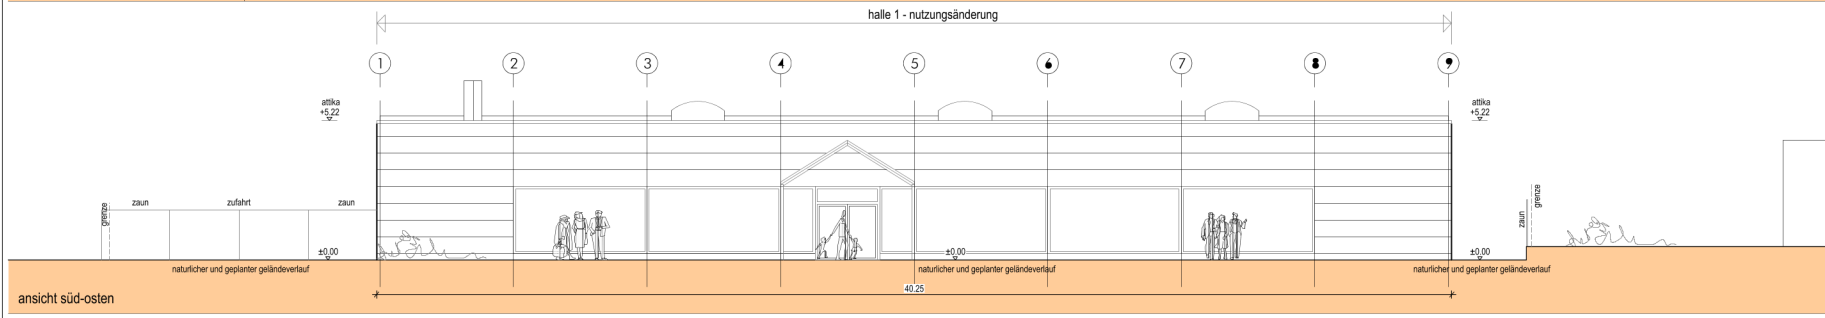 halle 1 - nutzungsänderung
1 2 3 4 5 6 7 8 9
attika
+5.22
attika
+5.22
zaun zufahrt zaun
grenze
grenze
zaun
±0.00 ±0.00 ±0.00
naturlicher und geplanter geländeverlauf naturlicher und geplanter geländeverlauf naturlicher und geplanter geländeverlauf
40.25
ansicht süd-osten